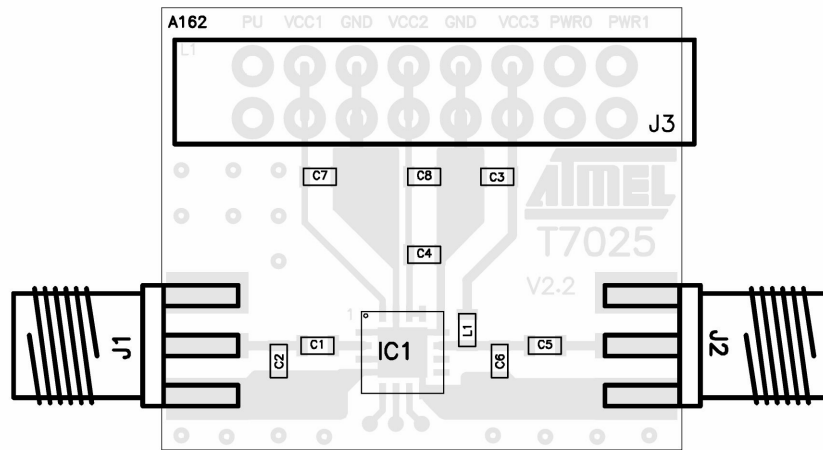 A162 PU VCC1 GND VCC2 GND VCC3 PWR0 PWR1
L1
J3
C7 C8 C3
ATMEL
T7025
C4
V2.2
1
L1
J1 C2 C1 IC1 C6 C5 J2